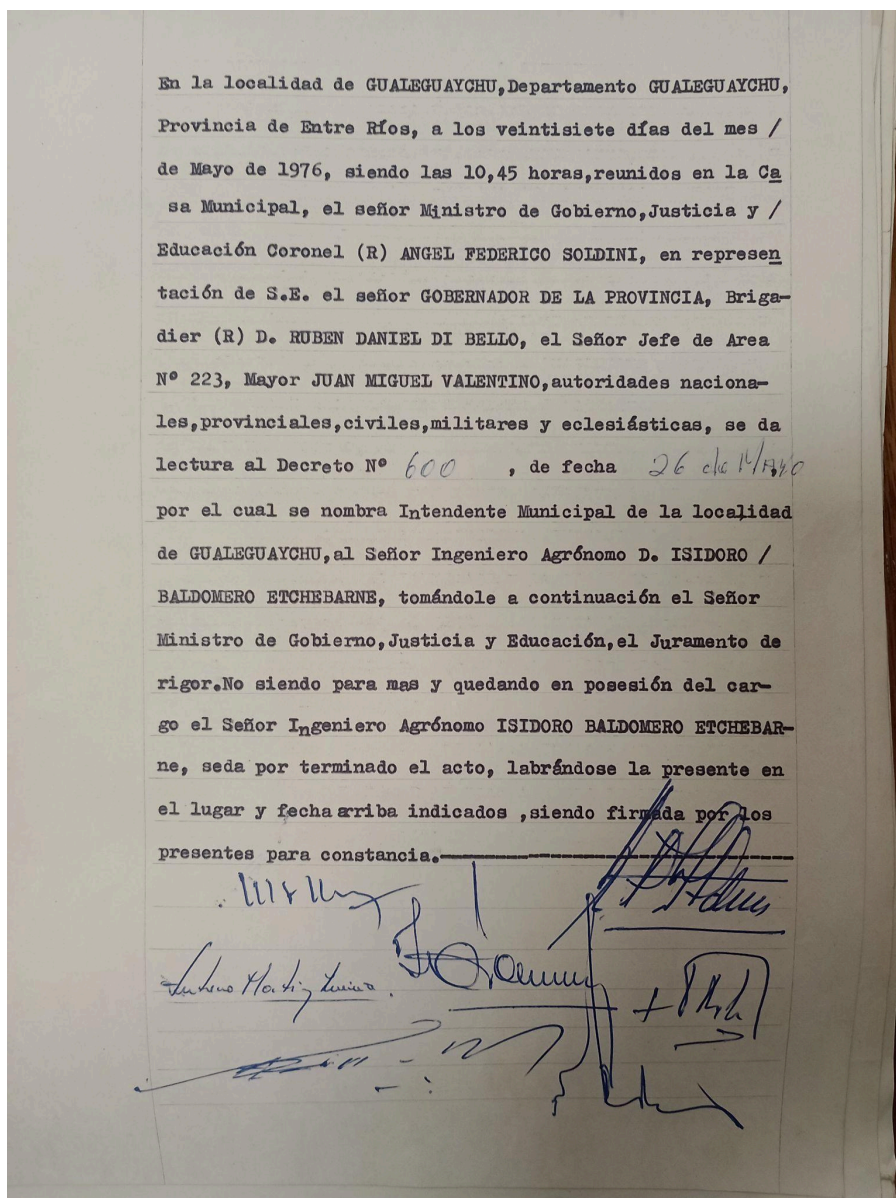 En la localidad de GUALEGUAYCHU,Departamento GUALEGUAYCHU,
Provincia de Entre Ríos, a los veintisiete días del mes /
de Mayo de 1976, siendo las 10,45 horas,reunidos en la Ca
sa Municipal, el señor Ministro de Gobierno,Justicia y /
Educación Coronel (R) ANGEL FEDERICO SOLDINI, en represen
tación de S.E. el señor GOBERNADOR DE LA PROVINCIA, Briga-
dier (R) D. RUBEN DANIEL DI BELLO, el Señor Jefe de Area
Nº 223, Mayor JUAN MIGUEL VALENTINO,autoridades naciona-
les,provinciales,civiles,militares y eclesiásticas, se da
lectura al Decreto Nº 600 , de fecha 26 de Mayo
por el cual se nombra Intendente Municipal de la localidad
de GUALEGUAYCHU,al Señor Ingeniero Agrónomo D. ISIDORO /
BALDOMERO ETCHEBARNE, tomándole a continuación el Señor
Ministro de Gobierno,Justicia y Educación,el Juramento de
rigor.No siendo para mas y quedando en posesión del car-
go el Señor Ingeniero Agrónomo ISIDORO BALDOMERO ETCHEBAR-
ne, seda por terminado el acto, labrándose la presente en
el lugar y fecha arriba indicados ,siendo firmada por los
presentes para constancia.-